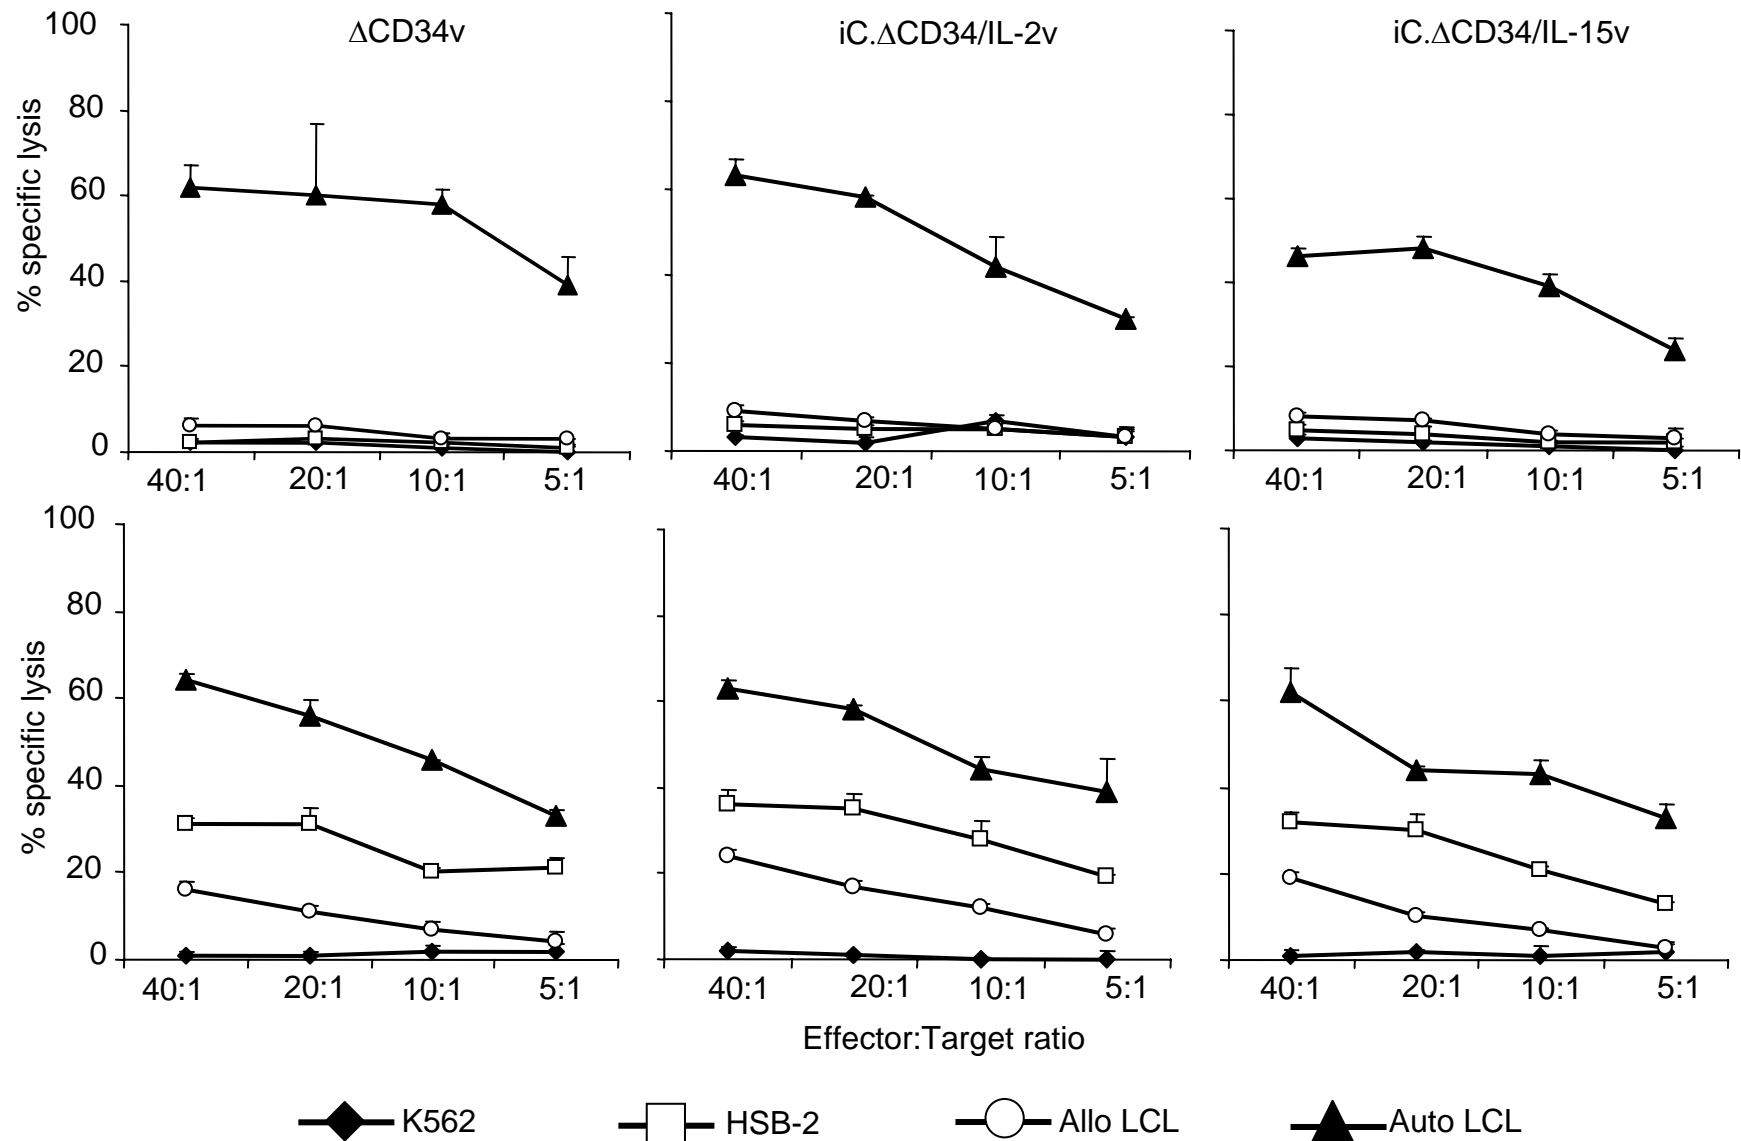 ΔCD34v
iC.ΔCD34/IL-2v
iC.ΔCD34/IL-15v
% specific lysis
100
80
60
40
20
0
40:1 20:1 10:1 5:1
40:1 20:1 10:1 5:1
40:1 20:1 10:1 5:1
% specific lysis
100
80
60
40
20
0
40:1 20:1 10:1 5:1
40:1 20:1 10:1 5:1
40:1 20:1 10:1 5:1
Effector:Target ratio
K562 HSB-2 Allo LCL Auto LCL